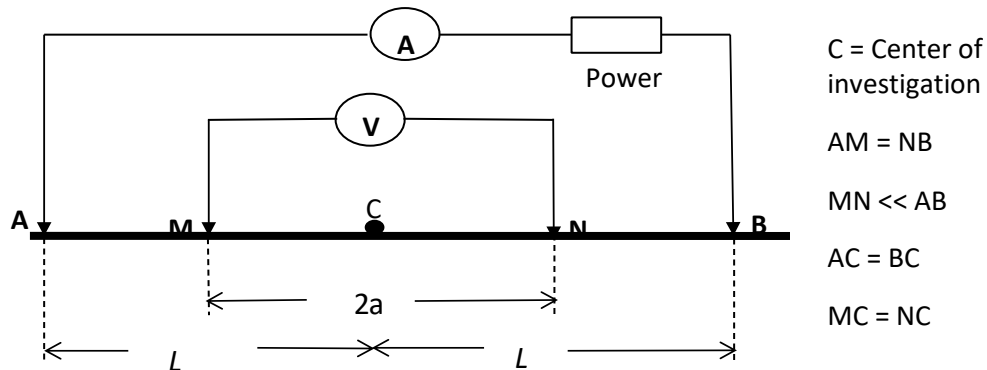 A
Power
V
C
A
M
N
B
2a
L
L
C = Center of
investigation
AM = NB
MN << AB
AC = BC
MC = NC